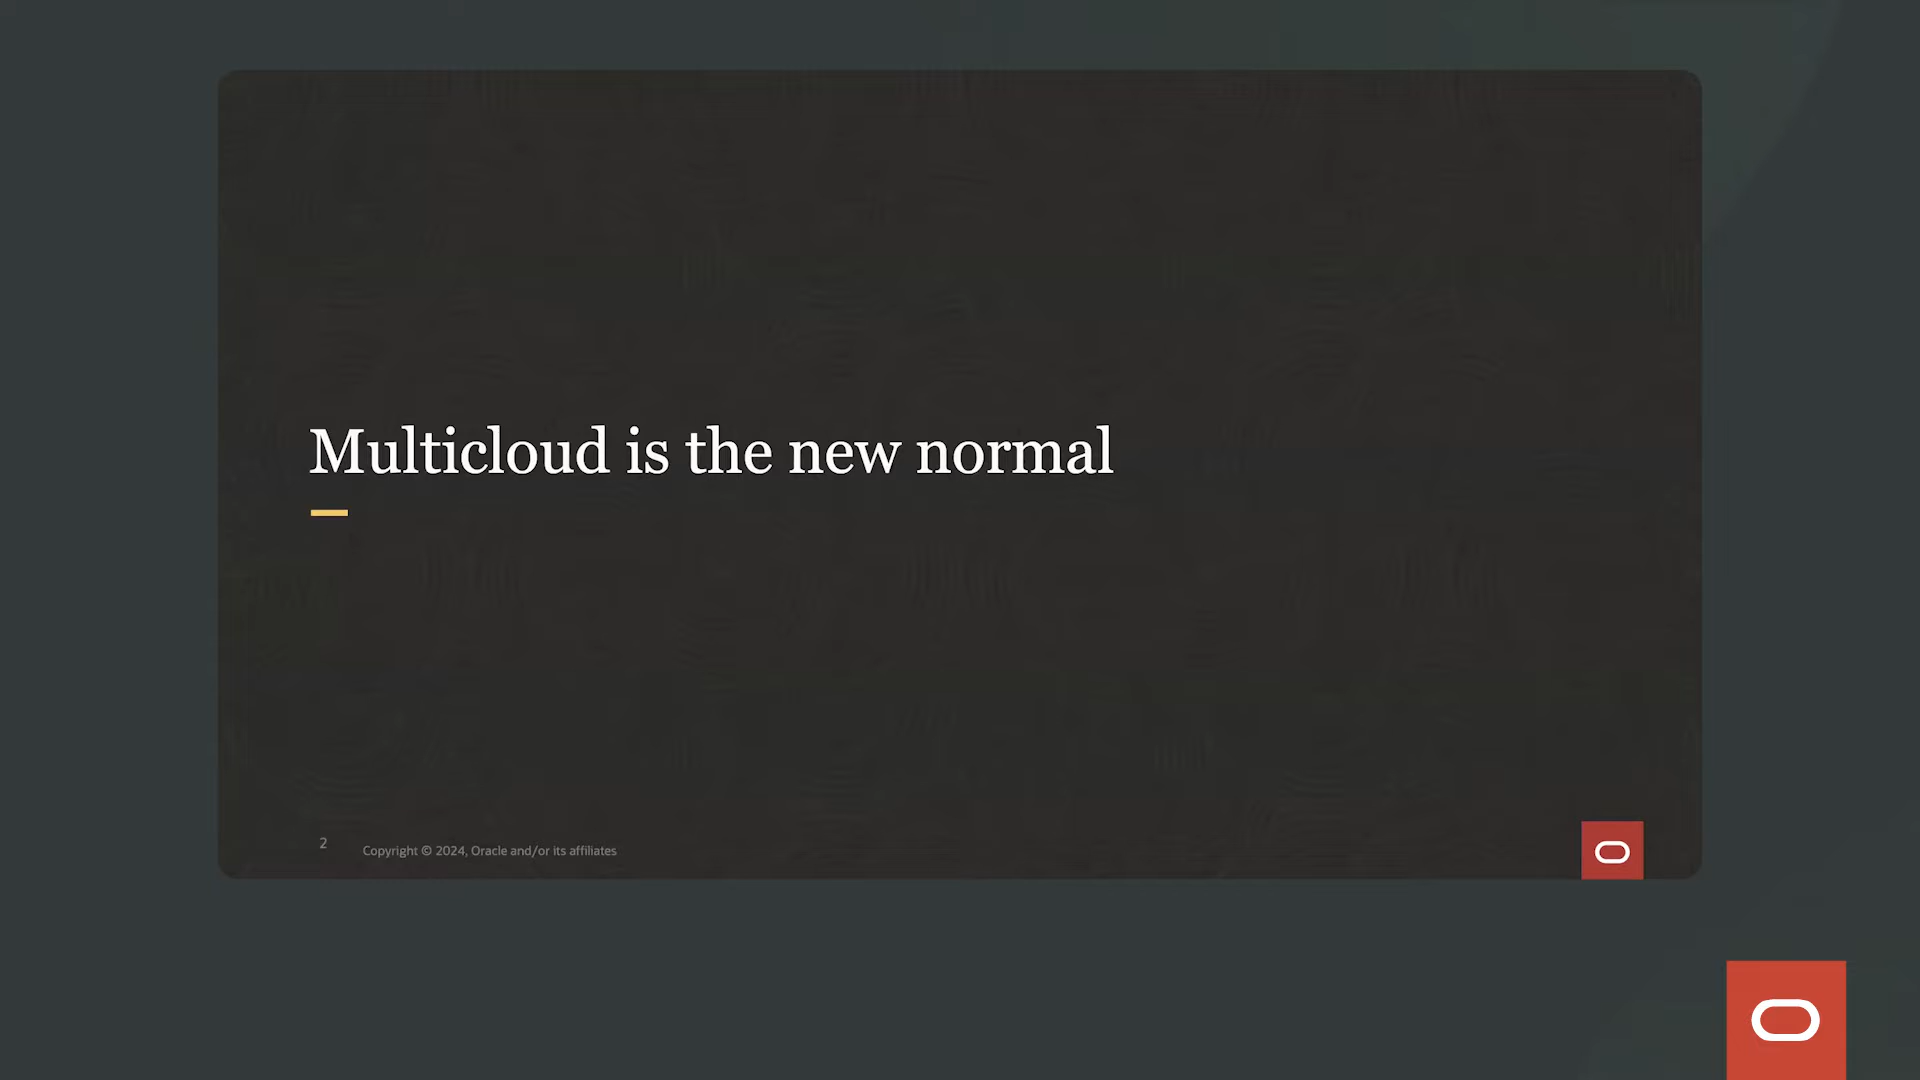 Multicloud is the new normal
2
Copyright © 2024, Oracle and/or its affiliates